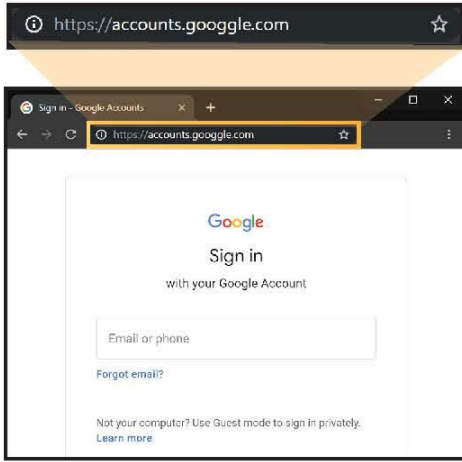 https://accounts.googgle.com
Sign in - Google Accounts
https://accounts.googgle.com
Google
Sign in
with your Google Account
Email or phone
Forgot email?
Not your computer? Use Guest mode to sign in privately.
Learn more